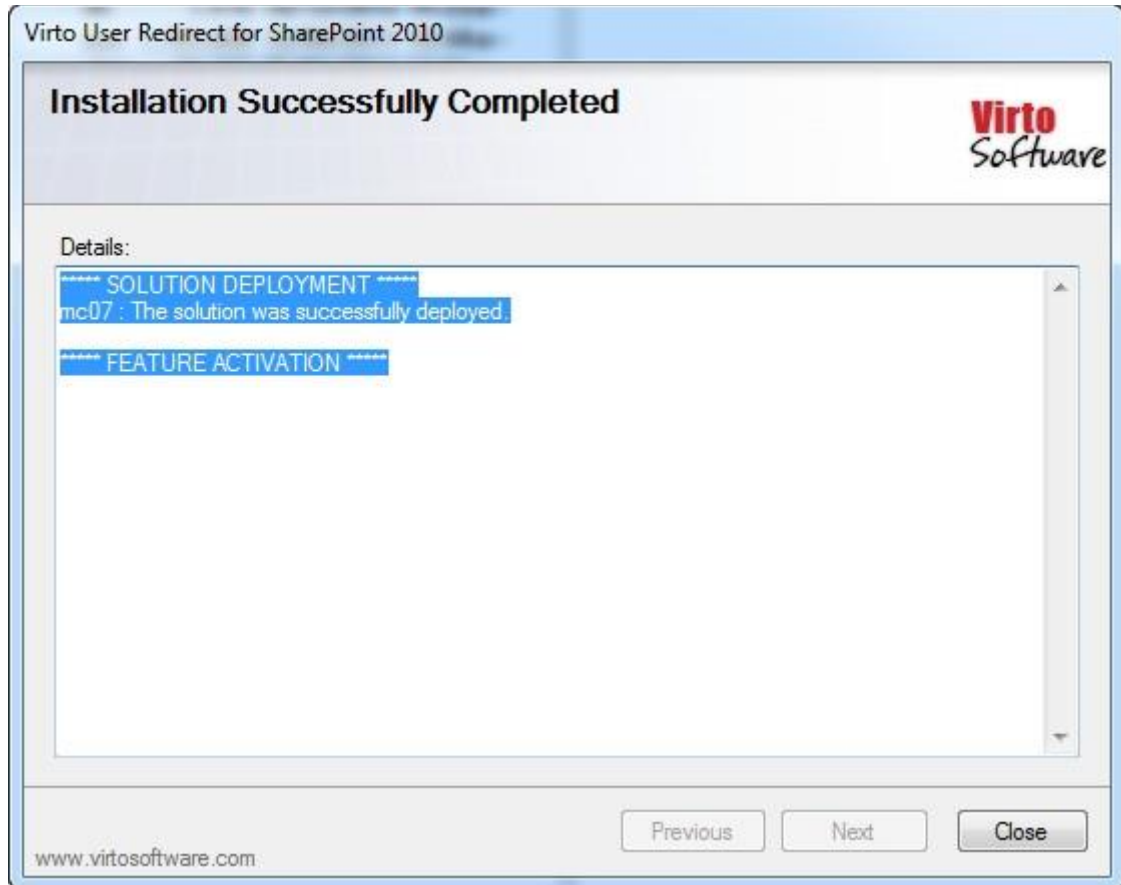 Virto User Redirect for SharePoint 2010
Installation Successfully Completed
Virto
Software
Details:
***** SOLUTION DEPLOYMENT *****
mc07 : The solution was successfully deployed.
***** FEATURE ACTIVATION *****
Previous
Next
Close
www.virtosoftware.com